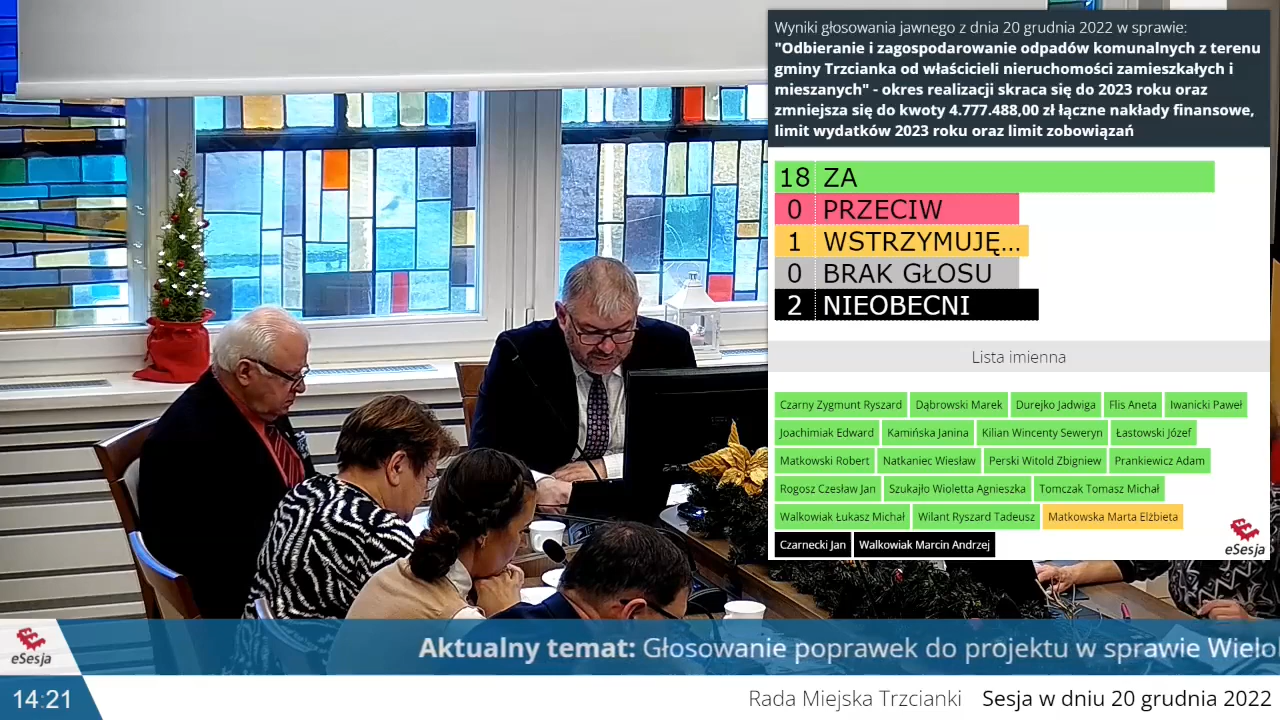 Wyniki głosowania jawnego z dnia 20 grudnia 2022 w sprawie:
"Odbieranie i zagospodarowanie odpadów komunalnych z terenu
gminy Trzcianka od właścicieli nieruchomości zamieszkałych i
mieszanych" - okres realizacji skraca się do 2023 roku oraz
zmniejsza się do kwoty 4.777.488,00 zł łączne nakłady finansowe,
limit wydatków 2023 roku oraz limit zobowiązań
18 ZA
0 PRZECIW
1 WSTRZYMUJĘ...
0 BRAK GŁOSU
2 NIEOBECNI
Lista imienna
Czarny Zygmunt Ryszard Dąbrowski Marek Durejko Jadwiga Flis Aneta Iwanicki Paweł
Joachimiak Edward Kamińska Janina Kilian Wincenty Seweryn Łastowski Józef
Matkowski Robert Natkaniec Wiesław Perski Witold Zbigniew Prankiewicz Adam
Rogosz Czesław Jan Szukajło Wioletta Agnieszka Tomczak Tomasz Michał
Walkowiak Łukasz Michał Wilant Ryszard Tadeusz Matkowska Marta Elżbieta
Czarnecki Jan Walkowiak Marcin Andrzej
eSesja
Aktualny temat: Głosowanie poprawek do projektu w sprawie Wielo
eSesja
14:21
Rada Miejska Trzcianki Sesja w dniu 20 grudnia 2022